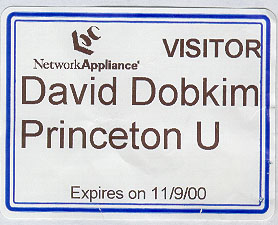 VISITOR
NetworkAppliance®
David Dobkim
Princeton U
Expires on 11/9/00